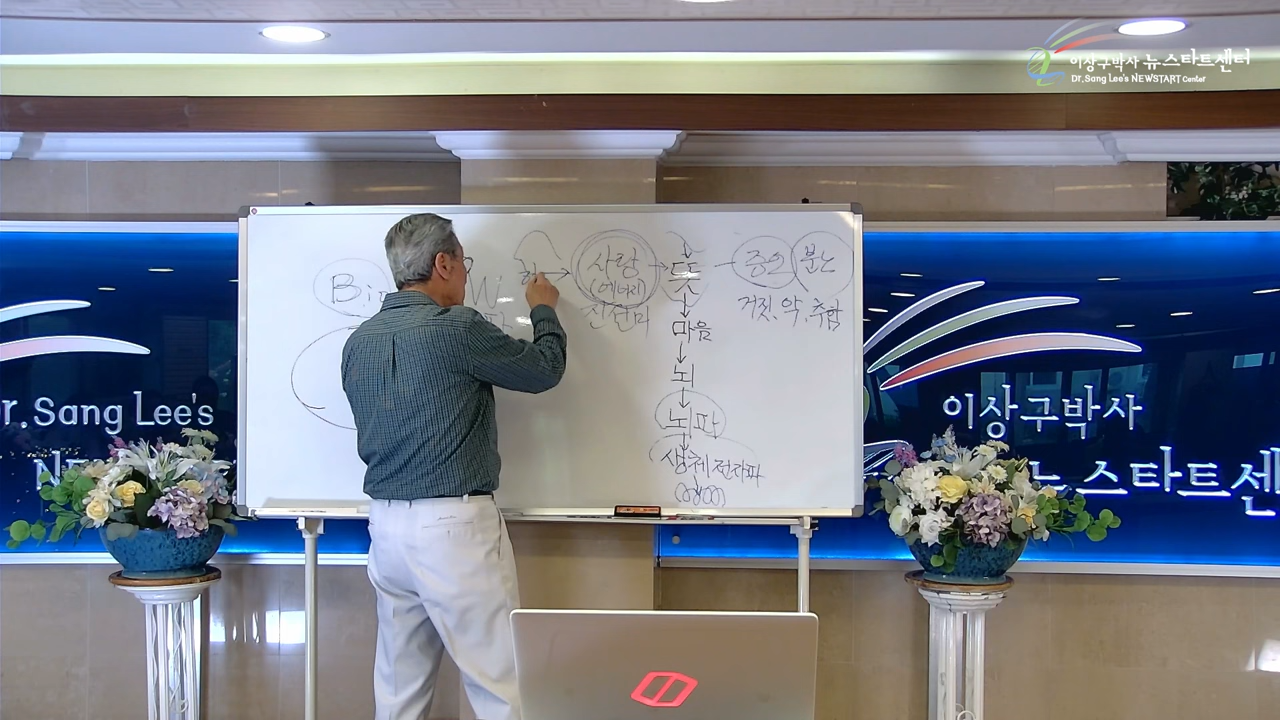 이상구박사 뉴스타트센터
Dr. Sang Lee's NEWSTART Center
사랑
(에너지)
진선미
뜻
마음
뇌
뇌파
생체전자파
증오 분노
거짓, 악, 추함
Dr. Sang Lee's
이상구박사
뉴스타트센